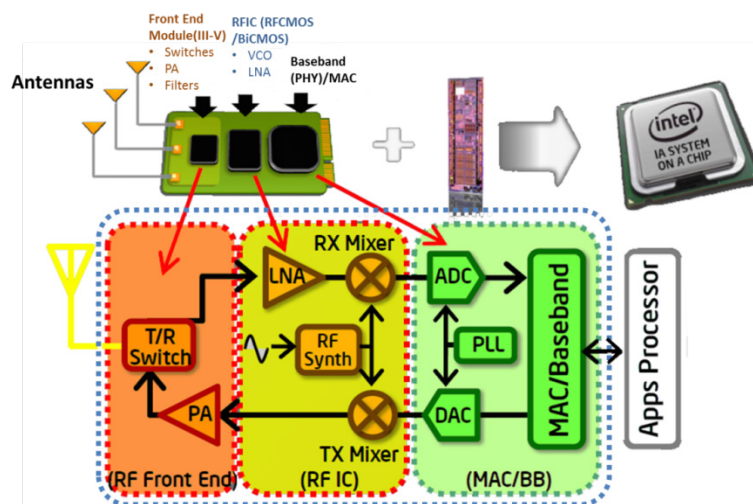 Front End
Module(III-V)
• Switches
• PA
• Filters
RFIC (RFCMOS
/BiCMOS)
• VCO
• LNA
Baseband
(PHY)/MAC
Antennas
intel
IA SYSTEM
ON A CHIP
RX Mixer
LNA
ADC
T/R
Switch
RF
Synth
PLL
MAC/Baseband
Apps Processor
PA
DAC
TX Mixer
(RF Front End)
(RF IC)
(MAC/BB)